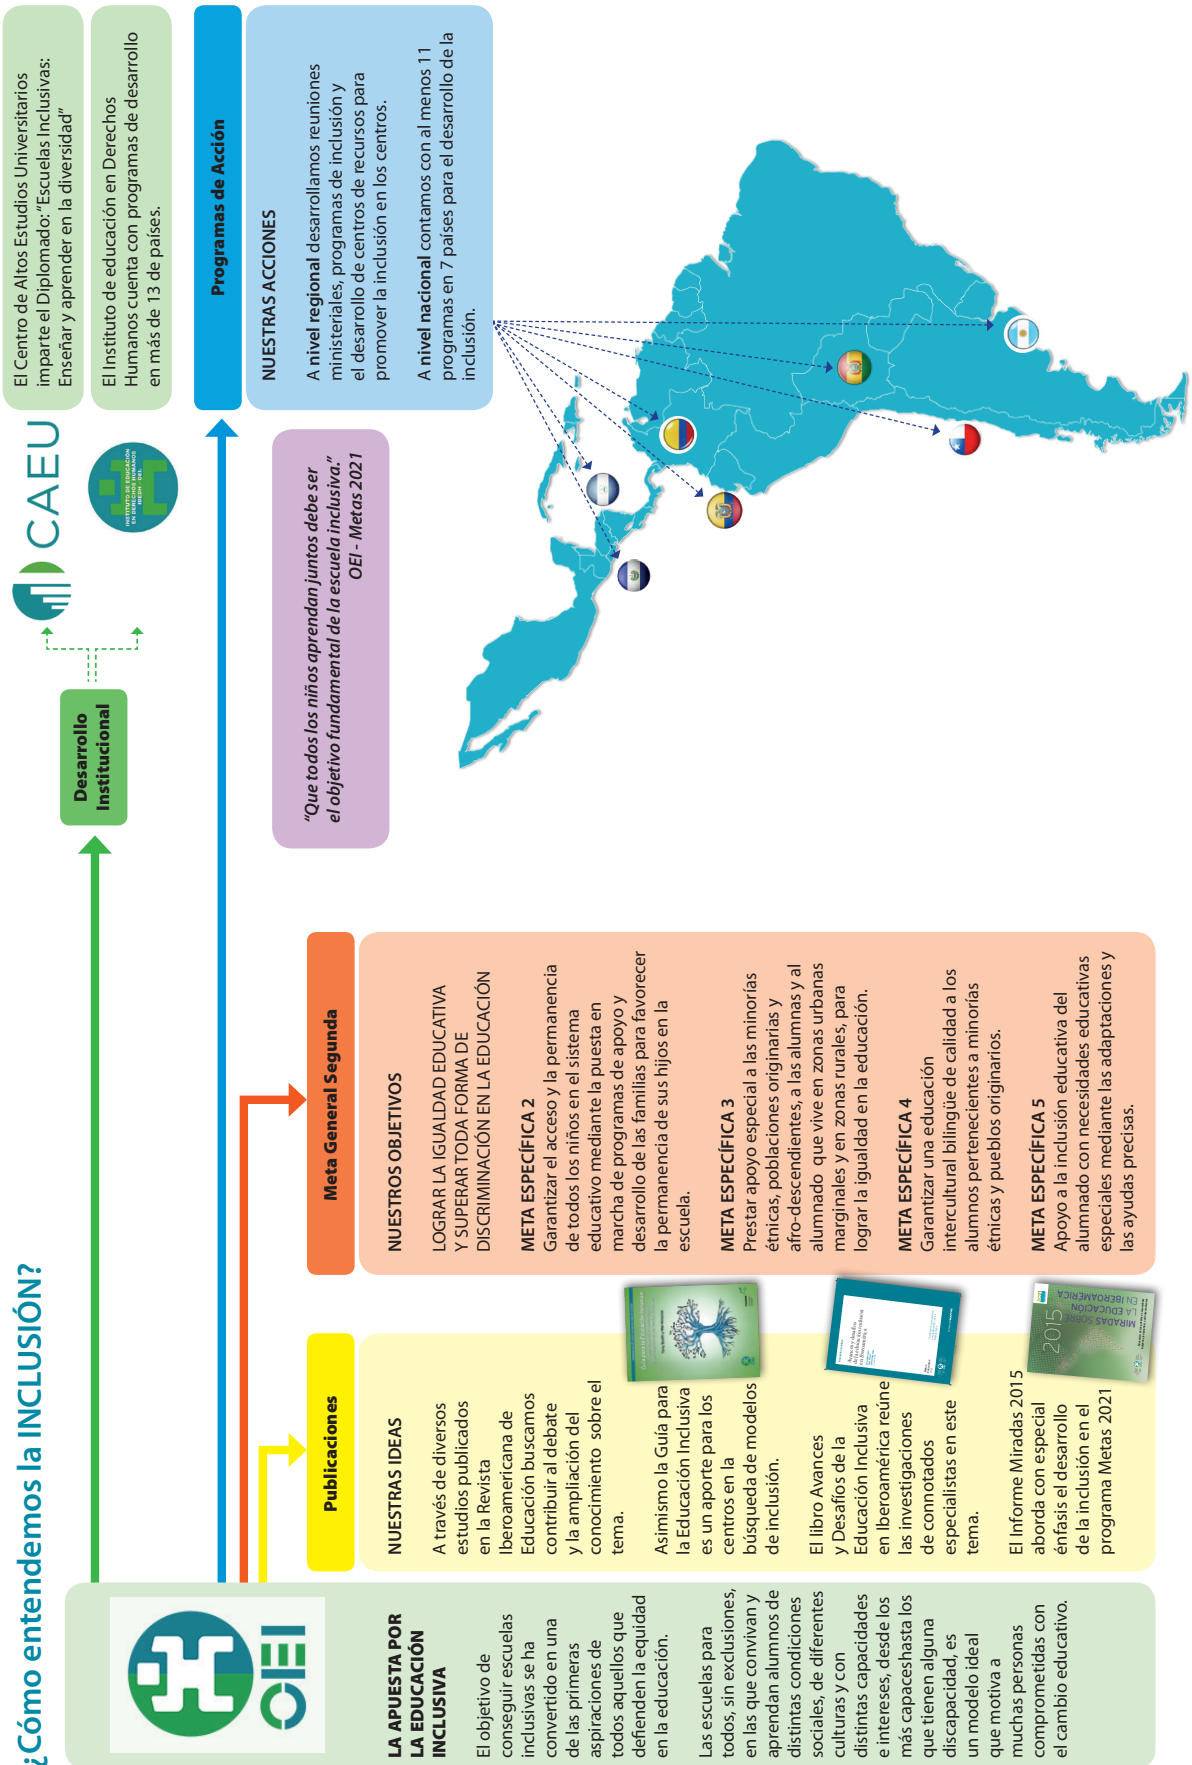 ¿Cómo entendemos la INCLUSIÓN?
OEI
LA APUESTA POR
LA EDUCACIÓN
INCLUSIVA
El objetivo de
conseguir escuelas
inclusivas se ha
convertido en una
de las primeras
aspiraciones de
todos aquellos que
defienden la equidad
en la educación.
Las escuelas para
todos, sin exclusiones,
en las que convivan y
aprendan alumnos de
distintas condiciones
sociales, de diferentes
culturas y con
distintas capacidades
e intereses, desde los
más capaceshasta los
que tienen alguna
discapacidad, es
un modelo ideal
que motiva a
muchas personas
comprometidas con
el cambio educativo.
Publicaciones
NUESTRAS IDEAS
A través de diversos
estudios publicados
en la Revista
Iberoamericana de
Educación buscamos
contribuir al debate
y la ampliación del
conocimiento sobre el
tema.
Asimismo la Guía para
la Educación Inclusiva
es un aporte para los
centros en la
búsqueda de modelos
de inclusión.
El libro Avances
y Desafíos de la
Educación Inclusiva
en Iberoamérica reúne
las investigaciones
de connotados
especialistas en este
tema.
El Informe Miradas 2015
aborda con especial
énfasis el desarrollo
de la inclusión en el
programa Metas 2021
2015
MIRADAS SOBRE
LA EDUCACIÓN
EN IBEROAMÉRICA
Meta General Segunda
NUESTROS OBJETIVOS
LOGRAR LA IGUALDAD EDUCATIVA
Y SUPERAR TODA FORMA DE
DISCRIMINACIÓN EN LA EDUCACIÓN
META ESPECÍFICA 2
Garantizar el acceso y la permanencia
de todos los niños en el sistema
educativo mediante la puesta en
marcha de programas de apoyo y
desarrollo de las familias para favorecer
la permanencia de sus hijos en la
escuela.
META ESPECÍFICA 3
Prestar apoyo especial a las minorías
étnicas, poblaciones originarias y
afro-descendientes, a las alumnas y al
alumnado que vive en zonas urbanas
marginales y en zonas rurales, para
lograr la igualdad en la educación.
META ESPECÍFICA 4
Garantizar una educación
intercultural bilingüe de calidad a los
alumnos pertenecientes a minorías
étnicas y pueblos originarios.
META ESPECÍFICA 5
Apoyo a la inclusión educativa del
alumnado con necesidades educativas
especiales mediante las adaptaciones y
las ayudas precisas.
Desarrollo
Institucional
CAEU
INSTITUTO DE EDUCACIÓN
EN DERECHOS HUMANOS
El Centro de Altos Estudios Universitarios
imparte el Diplomado: “Escuelas Inclusivas:
Enseñar y aprender en la diversidad”
El Instituto de educación en Derechos
Humanos cuenta con programas de desarrollo
en más de 13 de países.
“Que todos los niños aprendan juntos debe ser
el objetivo fundamental de la escuela inclusiva.”
OEI - Metas 2021
Programas de Acción
NUESTRAS ACCIONES
A nivel regional desarrollamos reuniones
ministeriales, programas de inclusión y
el desarrollo de centros de recursos para
promover la inclusión en los centros.
A nivel nacional contamos con al menos 11
programas en 7 países para el desarrollo de la
inclusión.